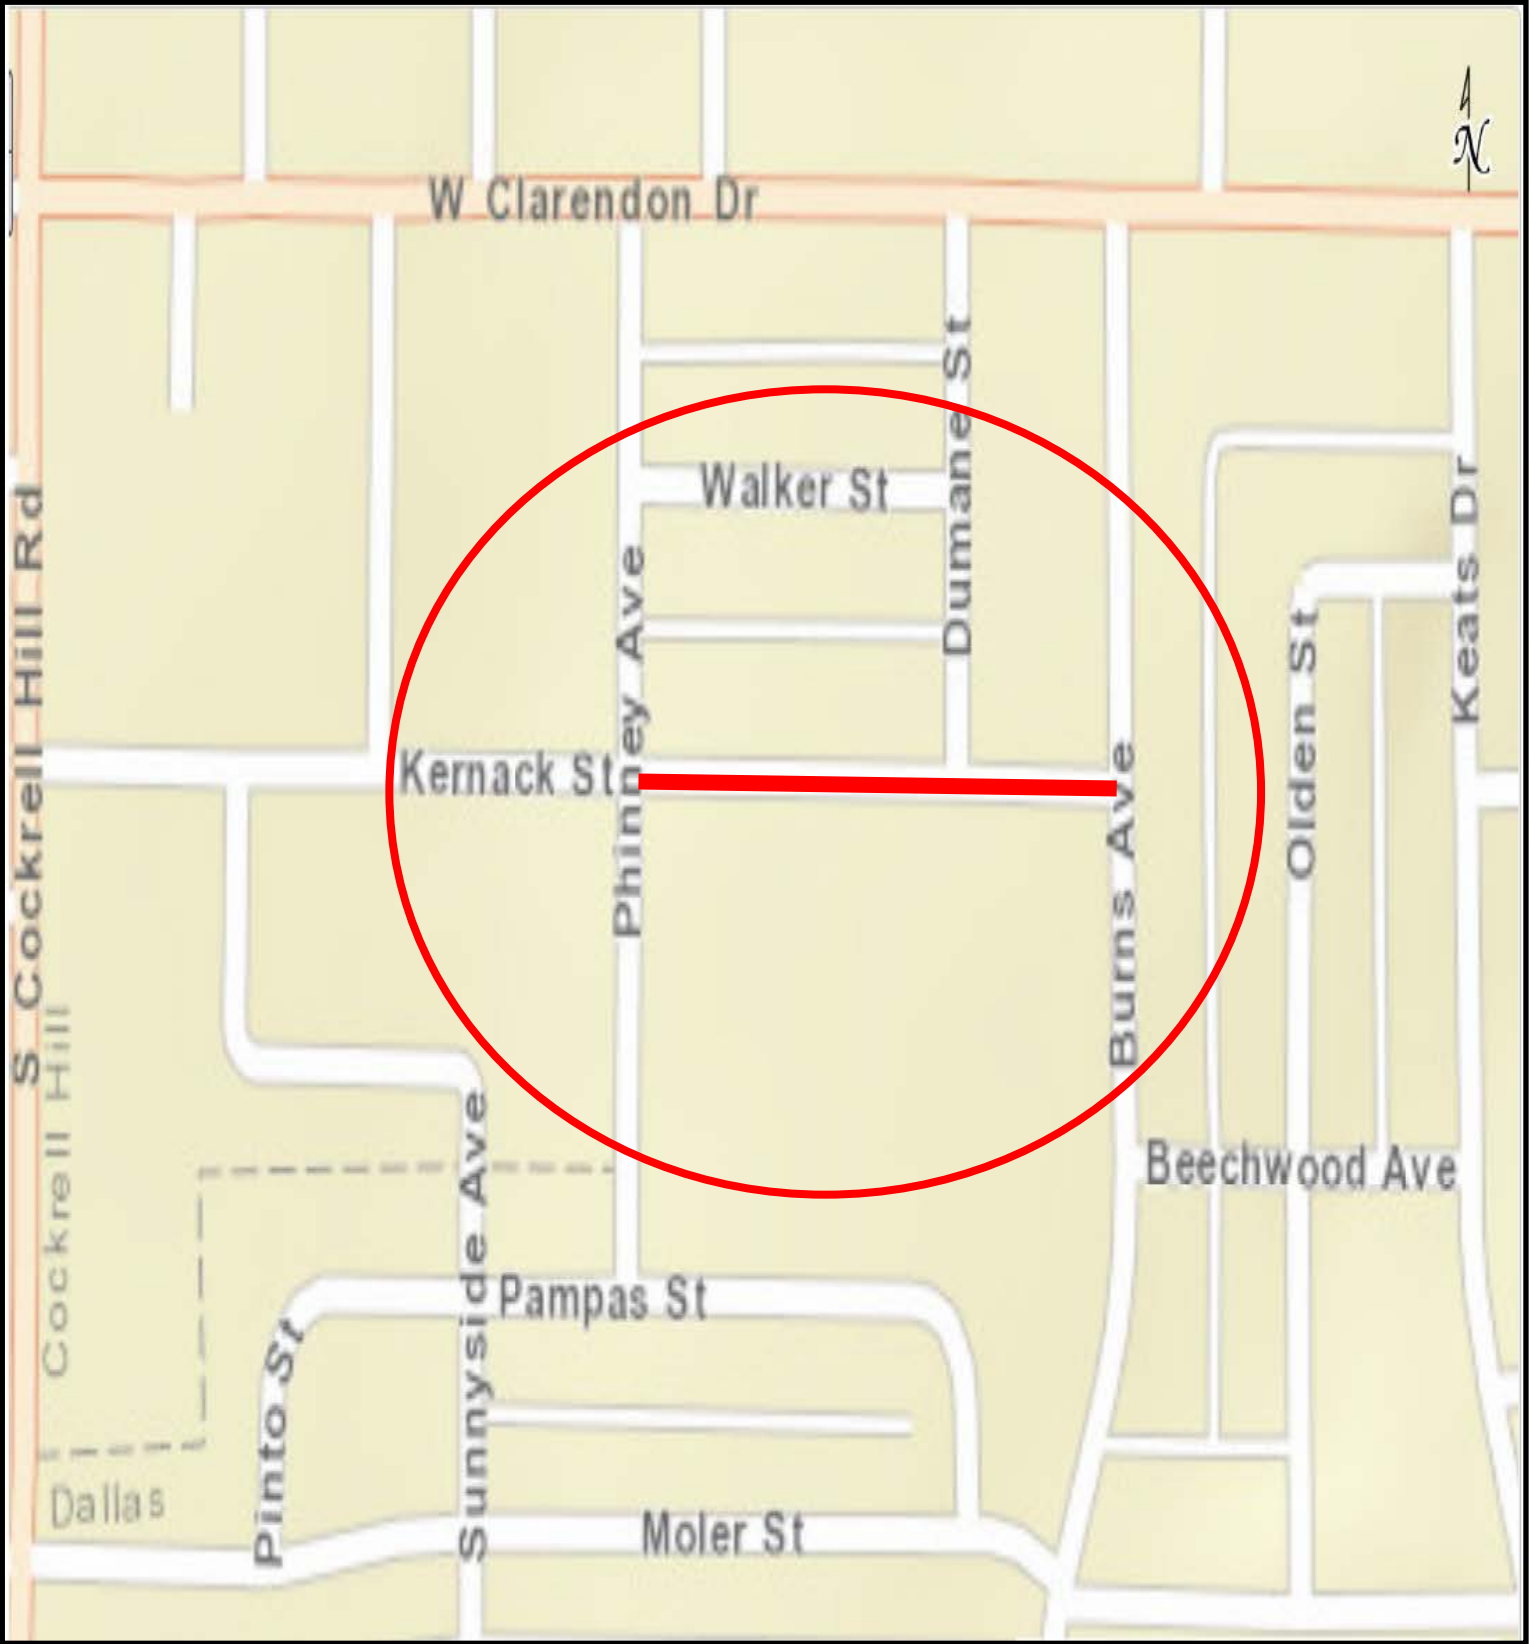 N
W Clarendon Dr
Dumane St
Walker St
S Cockrell Hill Rd
Keats Dr
Phinney Ave
Olden St
Kernack St
Burns Ave
Cockrell Hill
Sunnyside Ave
Beechwood Ave
Pampas St
Pinto St
Dallas
Moler St